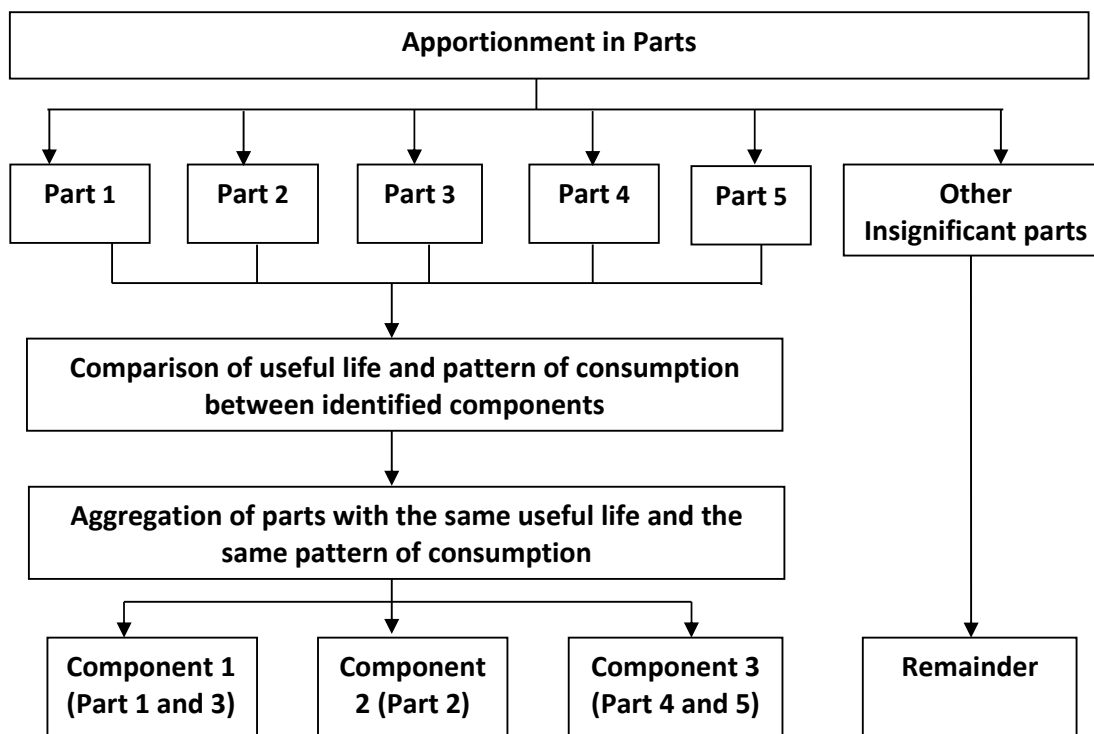 Apportionment in Parts
Part 1
Part 2
Part 3
Part 4
Part 5
Other
Insignificant parts
Comparison of useful life and pattern of consumption
between identified components
Aggregation of parts with the same useful life and the
same pattern of consumption
Component 1
(Part 1 and 3)
Component
2 (Part 2)
Component 3
(Part 4 and 5)
Remainder